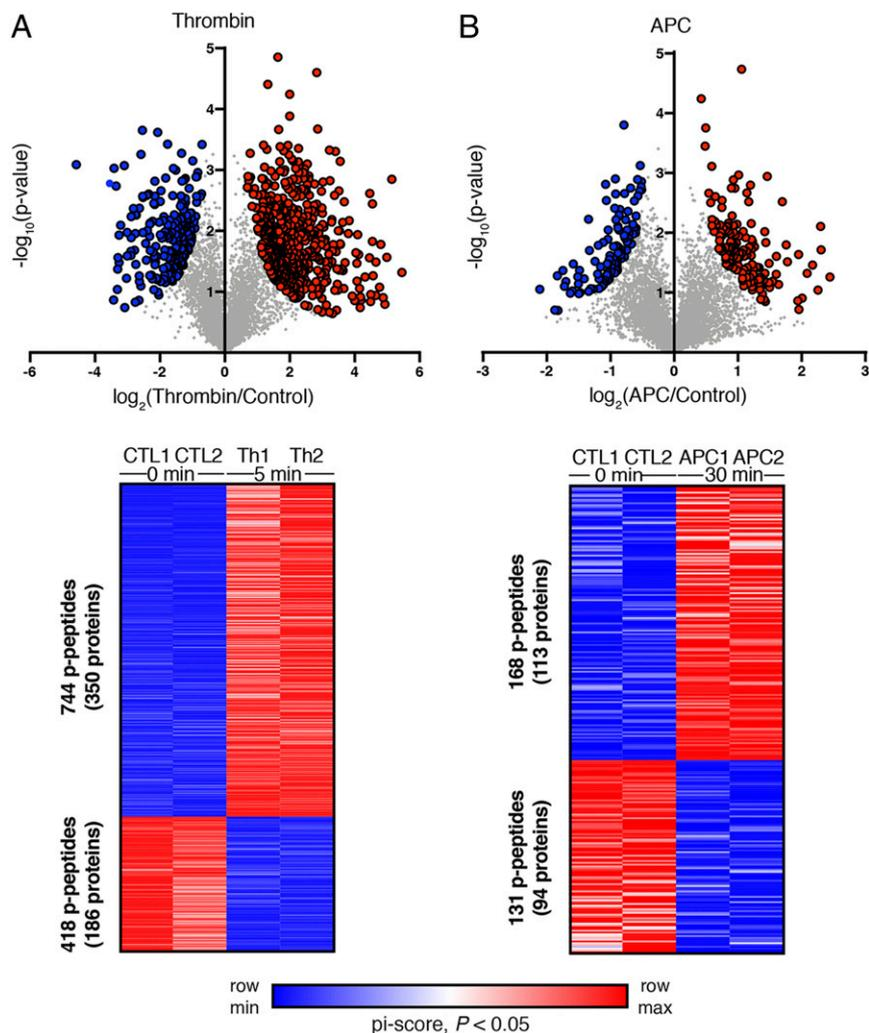 A
Thrombin
5
4
3
2
1
-log10(p-value)
-6 -4 -2 0 2 4 6
log2(Thrombin/Control)
B
APC
5
4
3
2
1
-log10(p-value)
-3 -2 -1 0 1 2 3
log2(APC/Control)
CTL1 CTL2 Th1 Th2
0 min 5 min
744 p-peptides
(350 proteins)
418 p-peptides
(186 proteins)
CTL1 CTL2 APC1 APC2
0 min 30 min
168 p-peptides
(113 proteins)
131 p-peptides
(94 proteins)
row
min
row
max
pi-score, P < 0.05